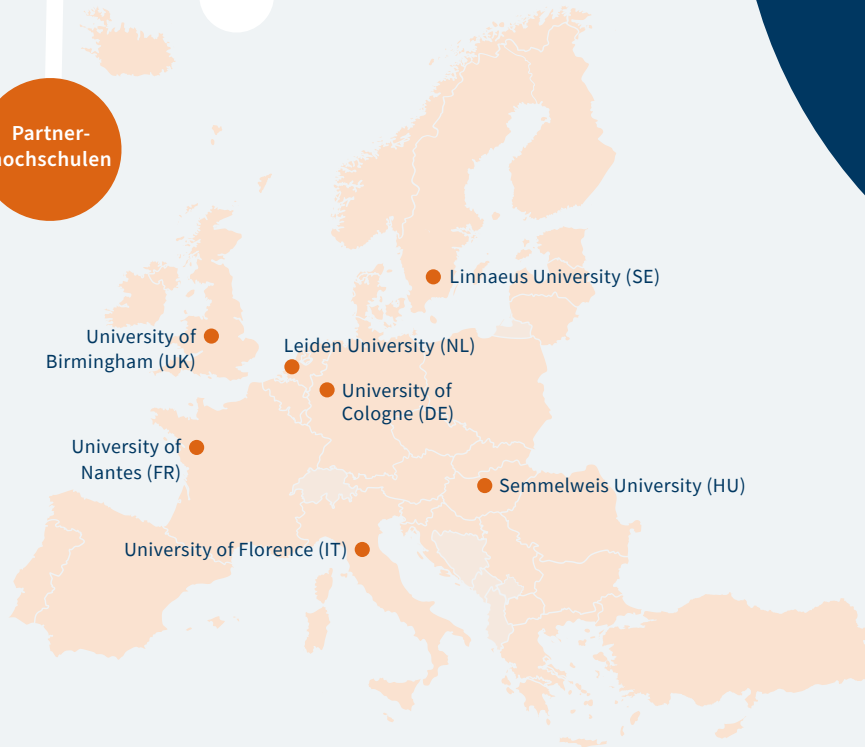 Partner-
hochschulen
Linnaeus University (SE)
University of
Birmingham (UK)
Leiden University (NL)
University of
Cologne (DE)
University of
Nantes (FR)
Semmelweis University (HU)
University of Florence (IT)